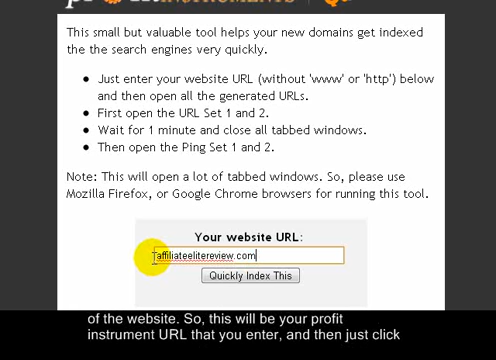 This small but valuable tool helps your new domains get indexed
the the search engines very quickly.
Just enter your website URL (without 'www' or 'http') below
and then open all the generated URLs.
First open the URL Set 1 and 2.
Wait for 1 minute and close all tabbed windows.
Then open the Ping Set 1 and 2.
Note: This will open a lot of tabbed windows. So, please use
Mozilla Firefox, or Google Chrome browsers for running this tool.
Your website URL:
affiliateelitereview.com
Quickly Index This
of the website. So, this will be your profit
instrument URL that you enter, and then just click